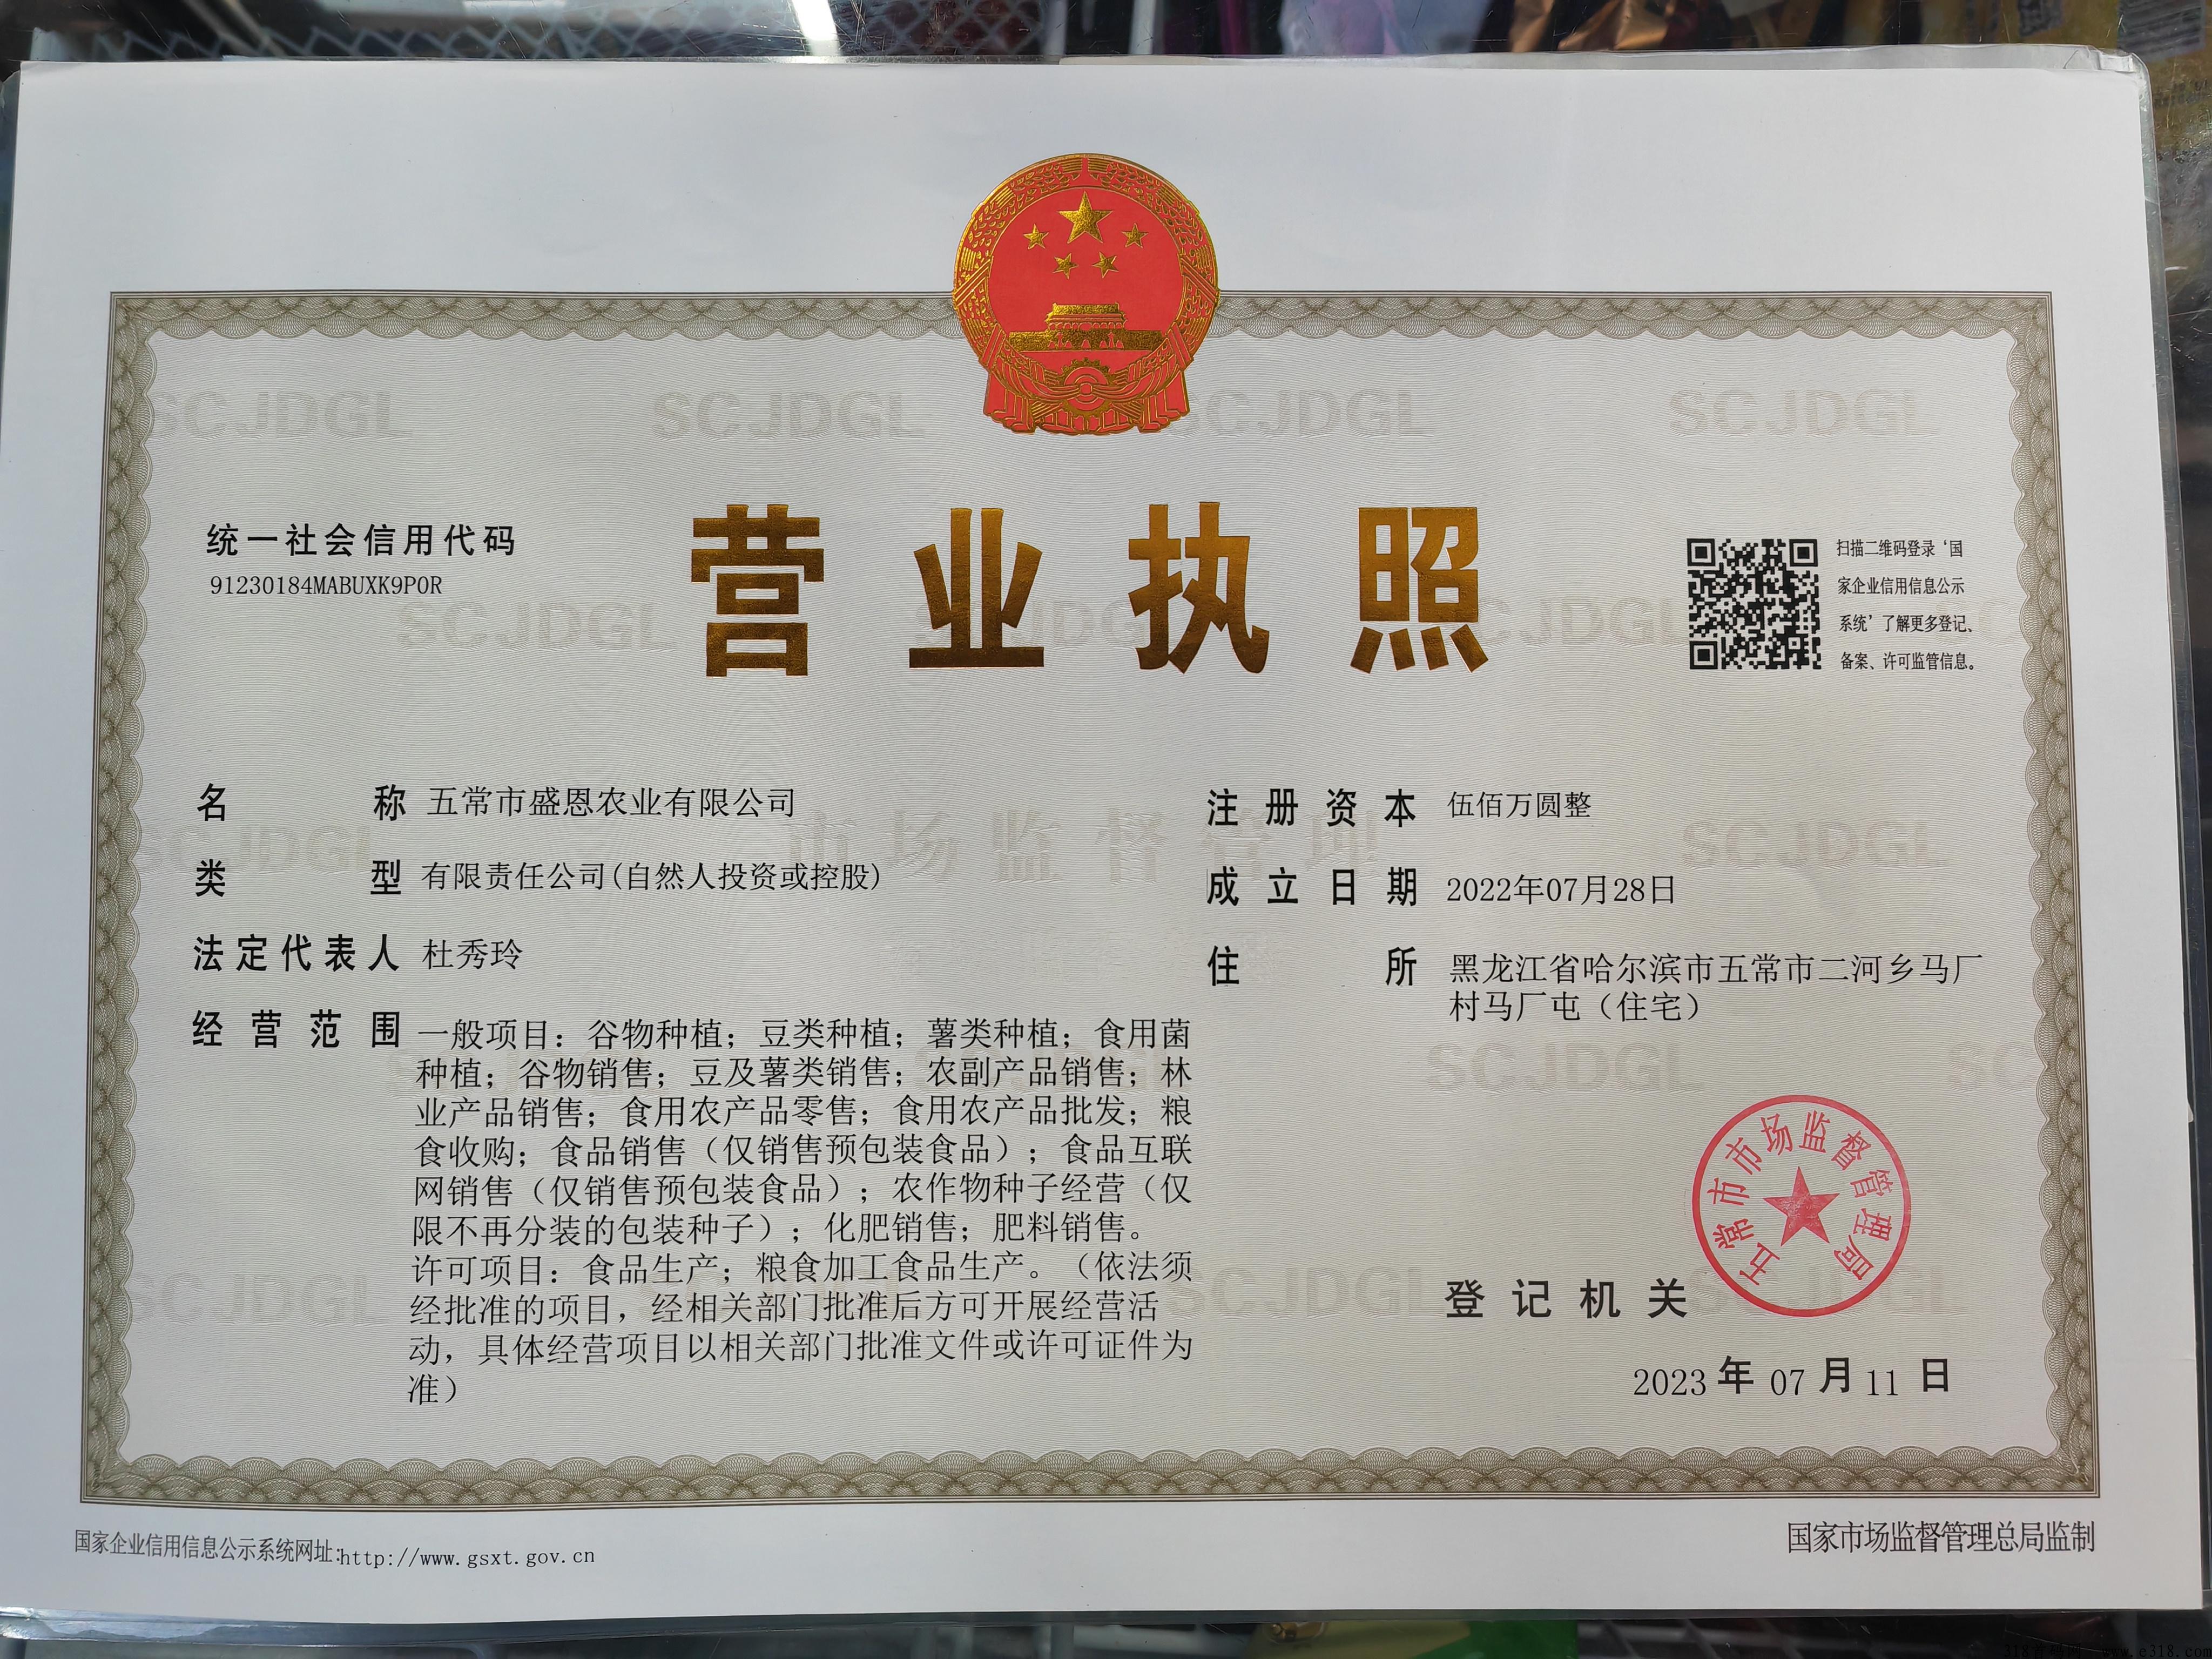 统一社会信用代码
91230184MABUXK9P0R
营业执照
扫描二维码登录‘国
家企业信用信息公示
系统’了解更多登记、
备案、许可监管信息。
名称 五常市盛恩农业有限公司
类型 有限责任公司(自然人投资或控股)
法定代表人 杜秀玲
经营范围 一般项目：谷物种植；豆类种植；薯类种植；食用菌
种植；谷物销售；豆及薯类销售；农副产品销售；林
业产品销售；食用农产品零售；食用农产品批发；粮
食收购；食品销售（仅销售预包装食品）；食品互联
网销售（仅销售预包装食品）；农作物种子经营（仅
限不再分装的包装种子）；化肥销售；肥料销售。
许可项目：食品生产；粮食加工食品生产。（依法须
经批准的项目，经相关部门批准后方可开展经营活
动，具体经营项目以相关部门批准文件或许可证件为
准）
注册资本 伍佰万圆整
成立日期 2022年07月28日
住所 黑龙江省哈尔滨市五常市二河乡马厂
村马厂屯（住宅）
五常市市场监督管理局
登记机关
2023年07月11日
国家企业信用信息公示系统网址:http://www.gsxt.gov.cn
国家市场监督管理总局监制
SCJDGL
市场监督管理
www.e318.com